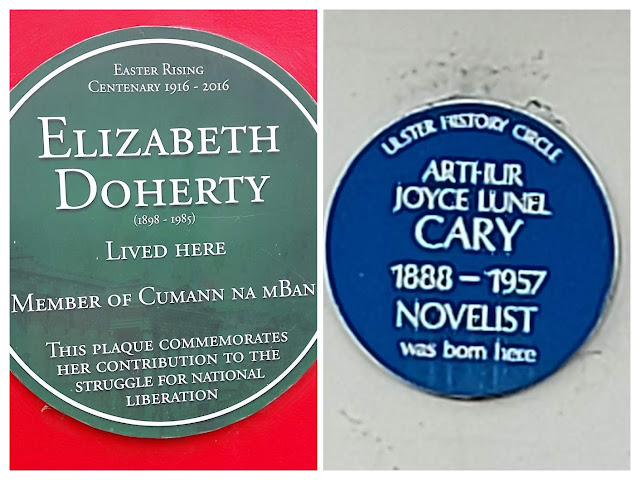 Easter Rising
Centenary 1916 - 2016
Elizabeth
Doherty
(1898 - 1985)
Lived here
Member of Cumann na mBan
This plaque commemorates
her contribution to the
struggle for national
liberation
ULSTER HISTORY CIRCLE
ARTHUR
JOYCE LUNEL
CARY
1888 – 1957
NOVELIST
was born here